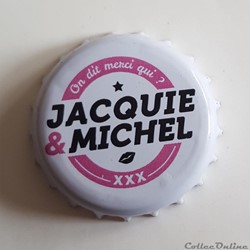 On dit merci qui ?
JACQUIE
& MICHEL
XXX
CollecOnline